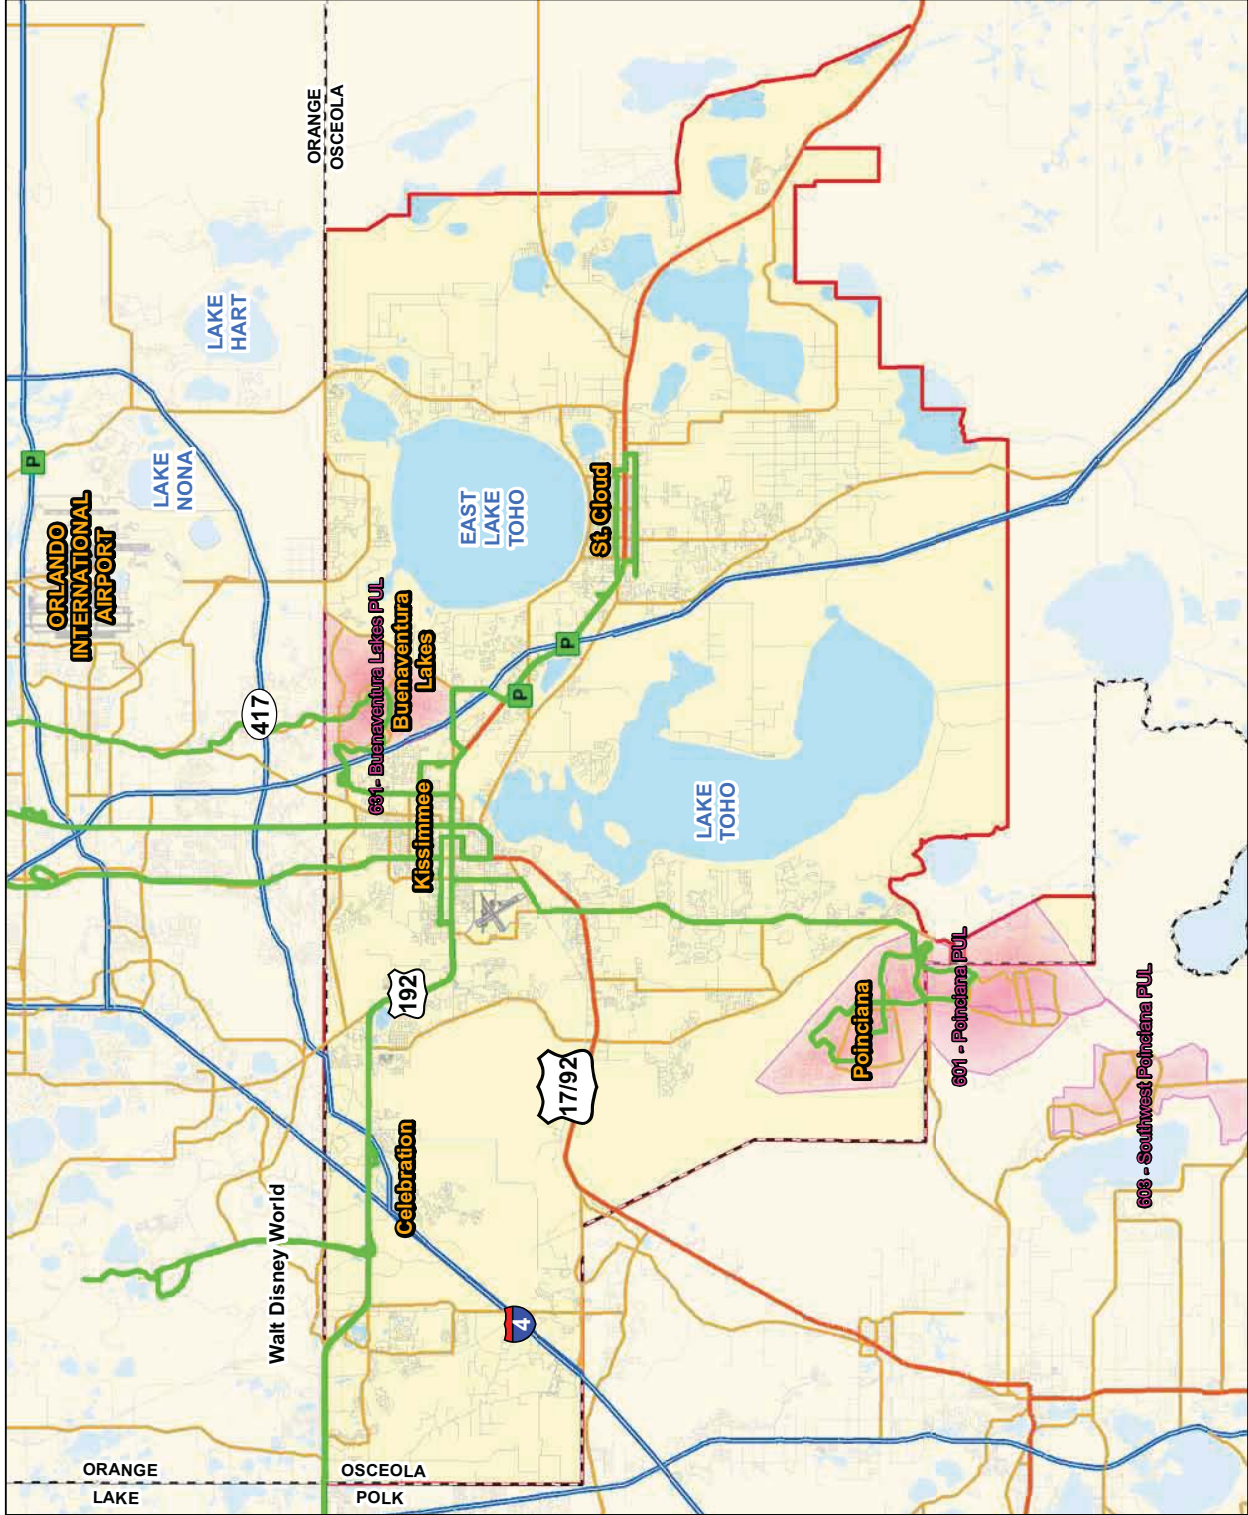 ORANGE
LAKE
OSCEOLA
POLK
Walt Disney World
Celebration
4
192
17/92
417
ORLANDO
INTERNATIONAL
AIRPORT
P
LAKE
NONA
LAKE
HART
ORANGE
OSCEOLA
631- Buenaventura Lakes PUL
Buenaventura
Lakes
Kissimmee
EAST
LAKE
TOHO
St. Cloud
P
P
LAKE
TOHO
Poinciana
601 - Poinciana PUL
603 - Southwest Poinciana PUL